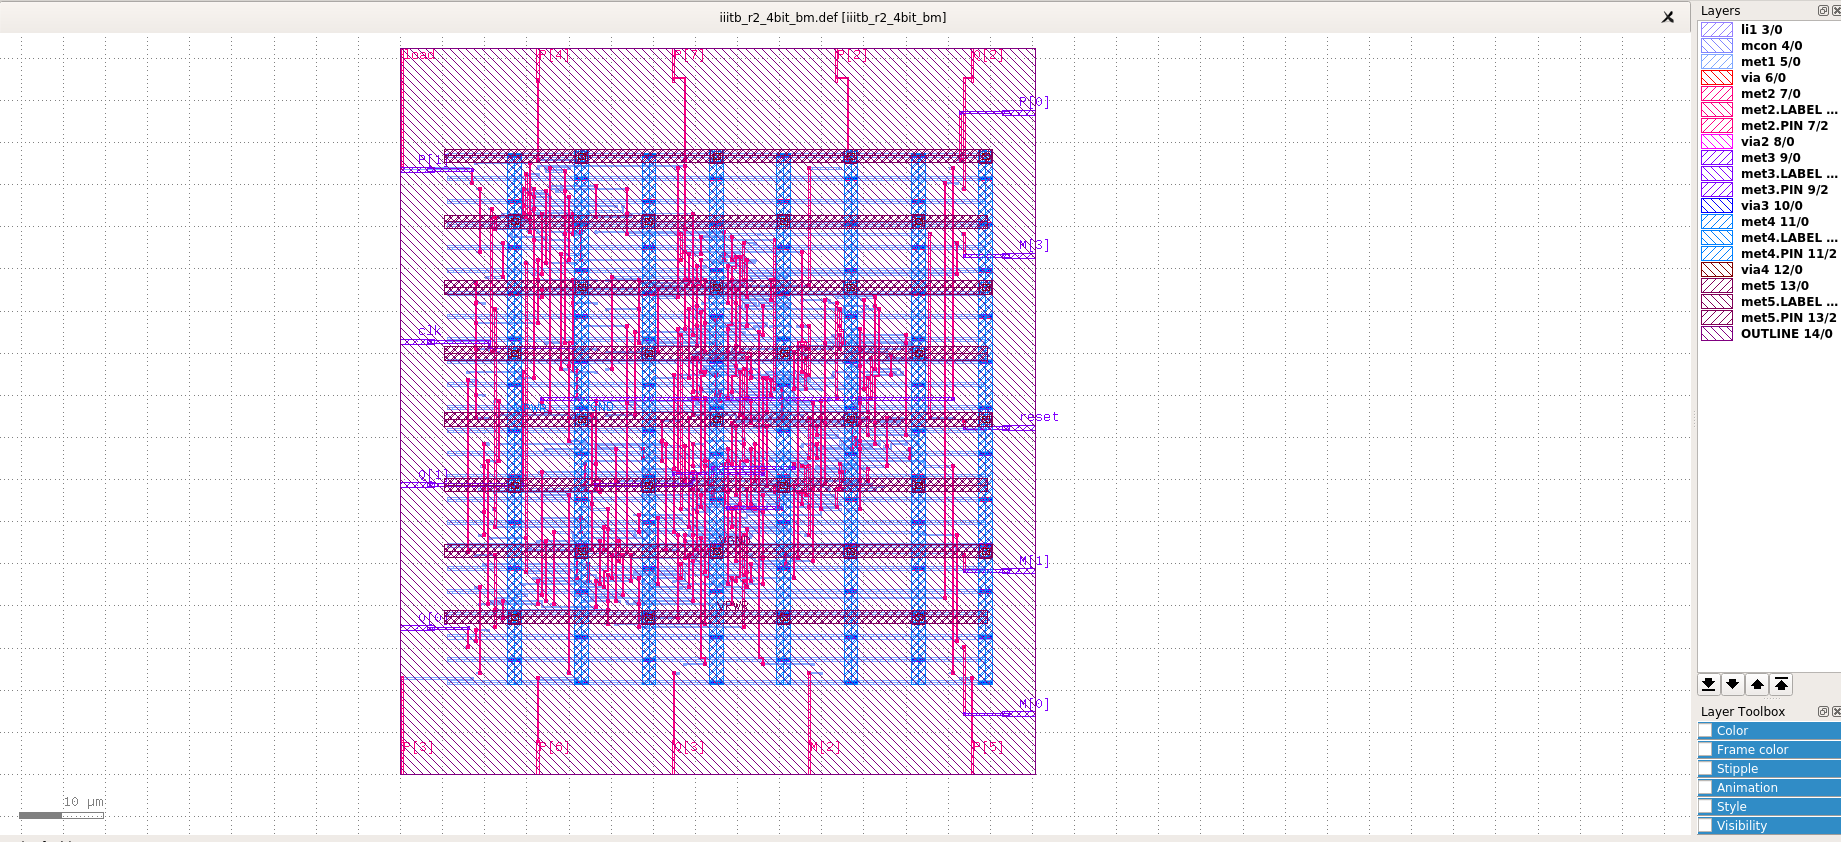 iiitb_r2_4bit_bm.def [iiitb_r2_4bit_bm]
load
P[4]
P[7]
P[2]
Q[2]
P[0]
P[1]
M[3]
clk
VPWR
VGND
reset
Q[1]
VGND
M[1]
VPWR
Q[0]
M[0]
P[3]
P[6]
Q[3]
M[2]
P[5]
10 µm
Layers
li1 3/0
mcon 4/0
met1 5/0
via 6/0
met2 7/0
met2.LABEL ...
met2.PIN 7/2
via2 8/0
met3 9/0
met3.LABEL ...
met3.PIN 9/2
via3 10/0
met4 11/0
met4.LABEL ...
met4.PIN 11/2
via4 12/0
met5 13/0
met5.LABEL ...
met5.PIN 13/2
OUTLINE 14/0
Layer Toolbox
Color
Frame color
Stipple
Animation
Style
Visibility